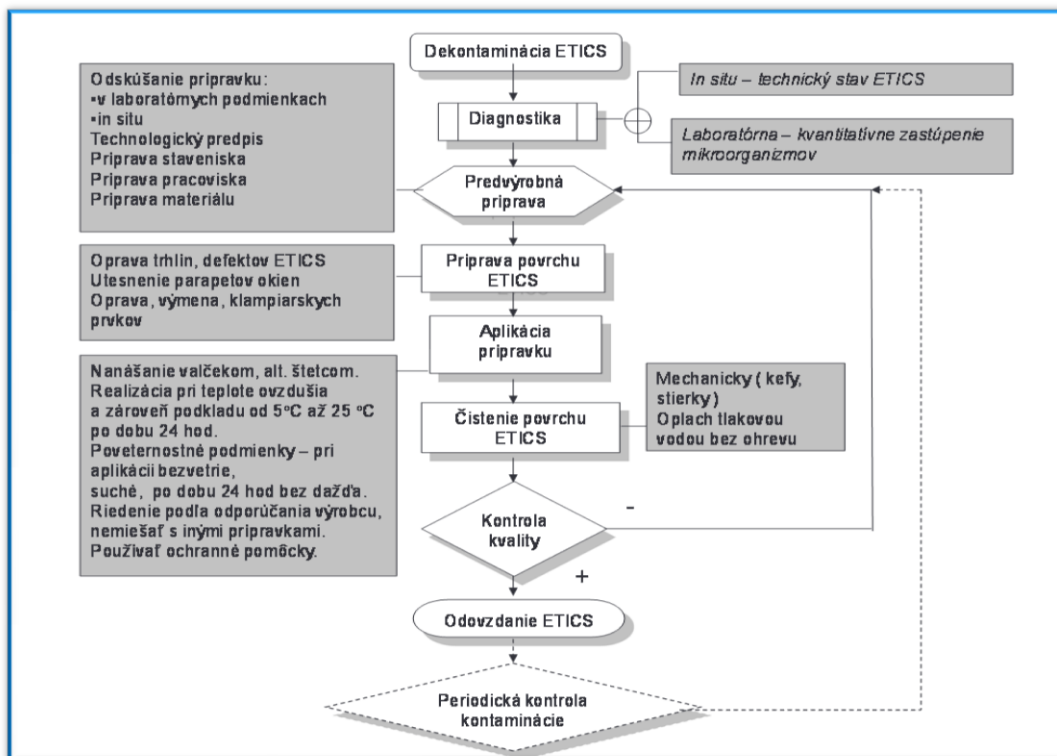 Dekontaminácia ETICS
Odskúšanie prípravku:
▪v laboratórnych podmienkach
▪in situ
Technologický predpis
Príprava staveniska
Príprava pracoviska
Príprava materiálu
Diagnostika
In situ – technický stav ETICS
Laboratórna – kvantitatívne zastúpenie
mikroorganizmov
Predvýrobná
príprava
Oprava trhlín, defektov ETICS
Utesnenie parapetov okien
Oprava, výmena, klampiarskych
prvkov
Príprava povrchu
ETICS
Aplikácia
prípravku
Nanášanie valčekom, alt. štetcom.
Realizácia pri teplote ovzdušia
a zároveň podkladu od 5°C až 25 °C
po dobu 24 hod.
Poveternostné podmienky – pri
aplikácii bezvetrie,
suché, po dobu 24 hod bez dažďa.
Riedenie podľa odporúčania výrobcu,
nemiešať s inými prípravkami.
Používať ochranné pomôcky.
Čistenie povrchu
ETICS
Mechanicky ( kefy,
stierky )
Oplach tlakovou
vodou bez ohrevu
Kontrola
kvality
-
+
Odovzdanie ETICS
Periodická kontrola
kontaminácie